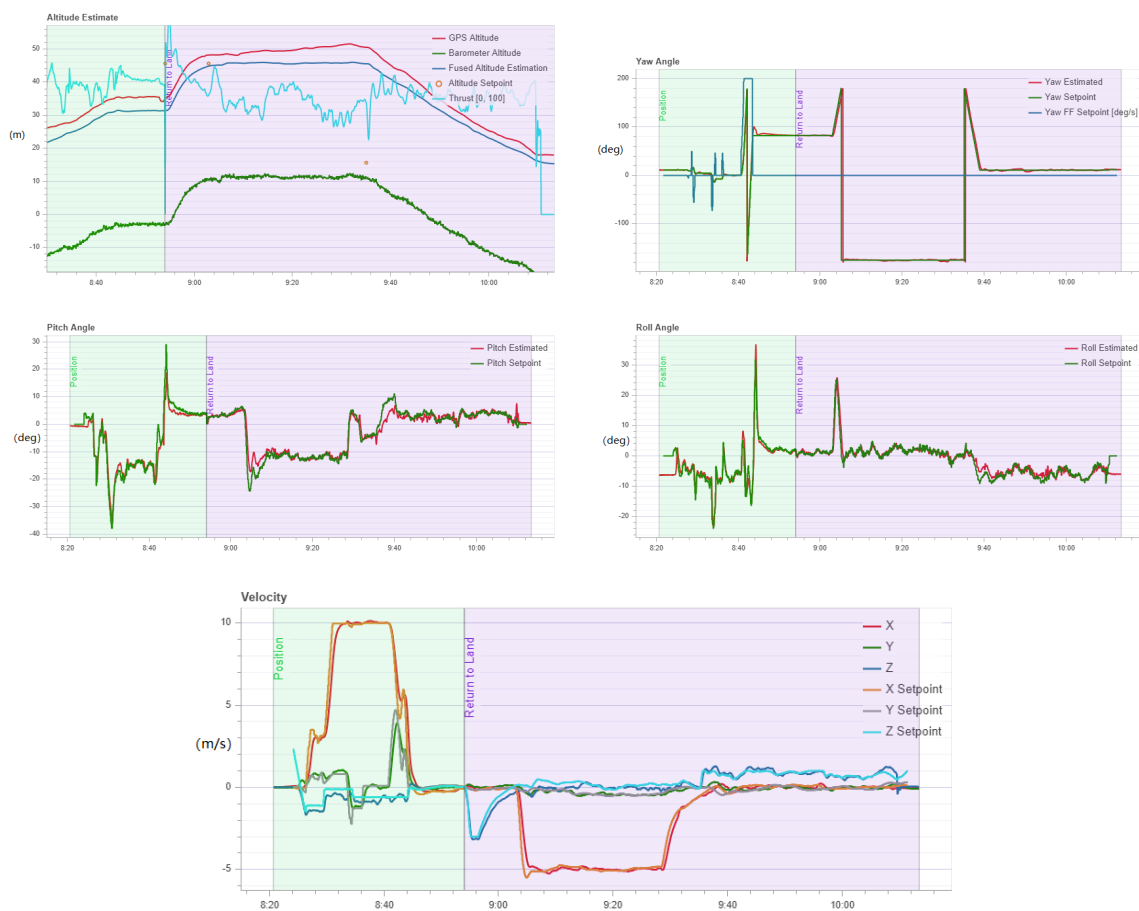 Altitude Estimate
GPS Altitude
Barometer Altitude
Fused Altitude Estimation
Altitude Setpoint
Thrust [0, 100]
Return to Land
(m)
50
40
30
20
10
0
-10
8:40
9:00
9:20
9:40
10:00
Yaw Angle
Yaw Estimated
Yaw Setpoint
Yaw FF Setpoint [deg/s]
Position
Return to Land
(deg)
200
100
0
-100
8:20
8:40
9:00
9:20
9:40
10:00
Pitch Angle
Pitch Estimated
Pitch Setpoint
Position
Return to Land
(deg)
30
20
10
0
-10
-20
-30
-40
8:20
8:40
9:00
9:20
9:40
10:00
Roll Angle
Roll Estimated
Roll Setpoint
Position
Return to Land
(deg)
30
20
10
0
-10
-20
8:20
8:40
9:00
9:20
9:40
10:00
Velocity
X
Y
Z
X Setpoint
Y Setpoint
Z Setpoint
Position
Return to Land
(m/s)
10
5
0
-5
8:20
8:40
9:00
9:20
9:40
10:00